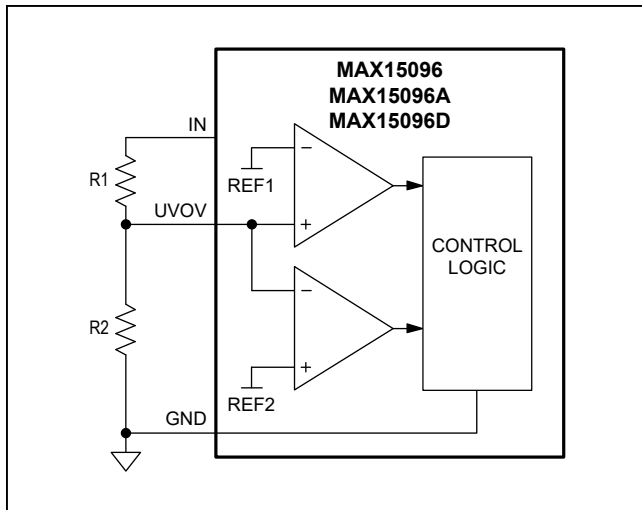 MAX15096
MAX15096A
MAX15096D
IN
−
REF1
R1
UVOV
+
CONTROL
LOGIC
−
R2
+
REF2
GND